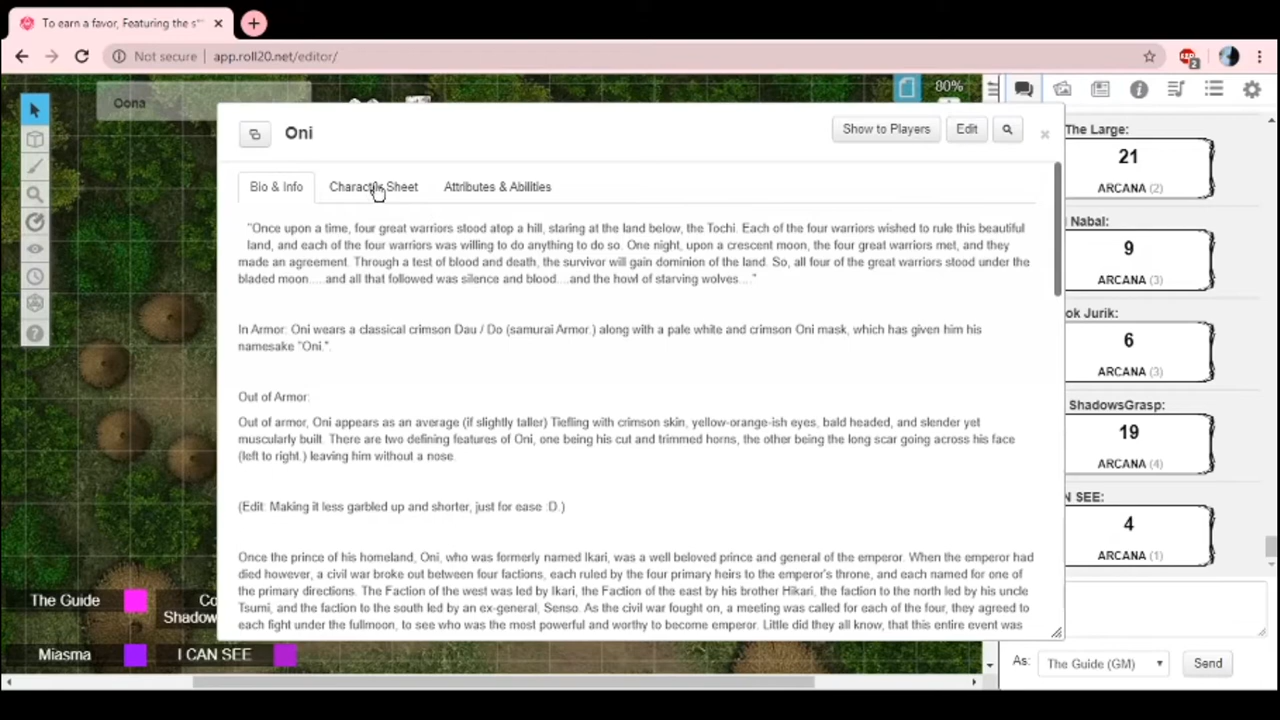 To earn a favor, Featuring the s
Not secure | app.roll20.net/editor/
2
Oona
80%
Oni
Show to Players
Edit
Bio & Info
Character Sheet
Attributes & Abilities
"Once upon a time, four great warriors stood atop a hill, staring at the land below, the Tochi. Each of the four warriors wished to rule this beautiful
land, and each of the four warriors was willing to do anything to do so. One night, upon a crescent moon, the four great warriors met, and they
made an agreement. Through a test of blood and death, the survivor will gain dominion of the land. So, all four of the great warriors stood under the
bladed moon.... and all that followed was silence and blood....and the howl of starving wolves...."
In Armor: Oni wears a classical crimson Dau / Do (samurai Armor.) along with a pale white and crimson Oni mask, which has given him his
namesake "Oni.".
Out of Armor:
Out of armor, Oni appears as an average (if slightly taller) Tiefling with crimson skin, yellow-orange-ish eyes, bald headed, and slender yet
muscularly built. There are two defining features of Oni, one being his cut and trimmed horns, the other being the long scar going across his face
(left to right.) leaving him without a nose.
(Edit: Making it less garbled up and shorter, just for ease :D.)
Once the prince of his homeland, Oni, who was formerly named Ikari, was a well beloved prince and general of the emperor. When the emperor had
died however, a civil war broke out between four factions, each ruled by the four primary heirs to the emperor's throne, and each named for one of
the primary directions. The Faction of the west was led by Ikari, the Faction of the east by his brother Hikari, the faction to the north led by his uncle
Tsumi, and the faction to the south led by an ex-general, Senso. As the civil war fought on, a meeting was called for each of the four, they agreed to
each fight under the fullmoon, to see who was the most powerful and worthy to become emperor. Little did they all know, that this entire event was
The Large:
21
ARCANA (2)
Nabal:
9
ARCANA (3)
ok Jurik:
6
ARCANA (3)
ShadowsGrasp:
19
ARCANA (4)
N SEE:
4
ARCANA (1)
The Guide
Co
Shadow
Miasma
I CAN SEE
As:
The Guide (GM)
Send